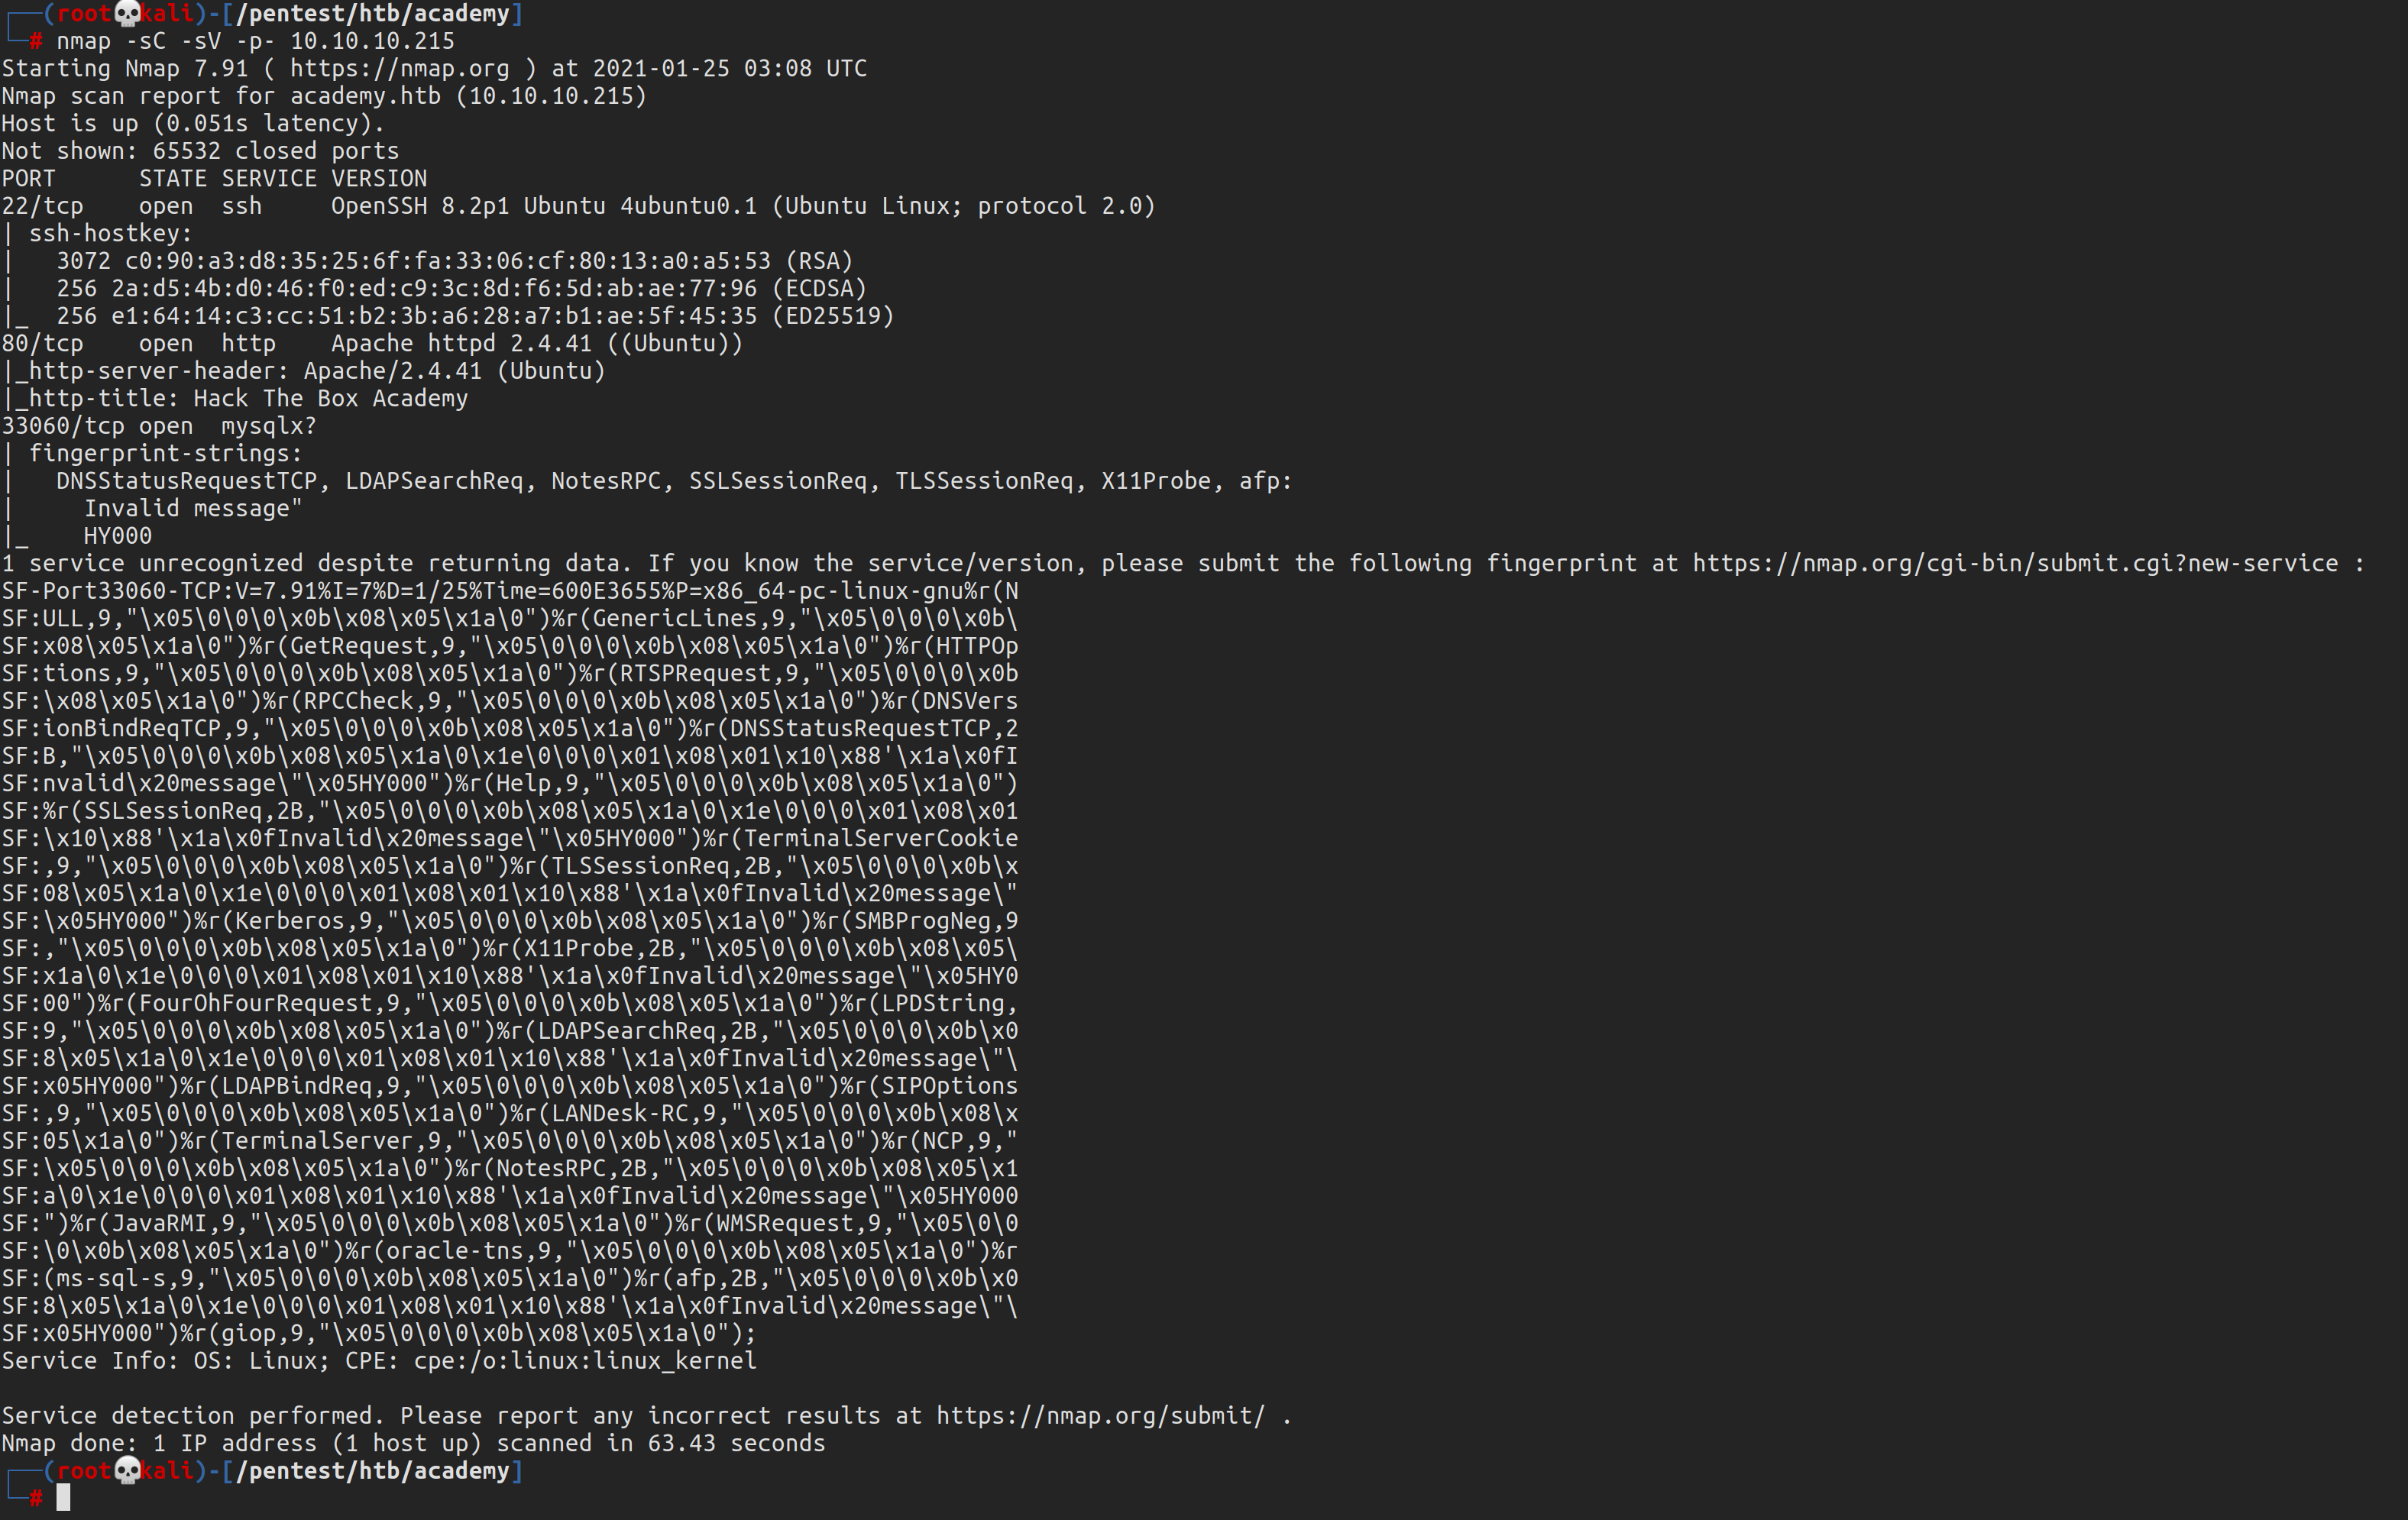 ┌──(root💀kali)-[/pentest/htb/academy]
└─# nmap -sC -sV -p- 10.10.10.215
Starting Nmap 7.91 ( https://nmap.org ) at 2021-01-25 03:08 UTC
Nmap scan report for academy.htb (10.10.10.215)
Host is up (0.051s latency).
Not shown: 65532 closed ports
PORT      STATE SERVICE VERSION
22/tcp    open  ssh     OpenSSH 8.2p1 Ubuntu 4ubuntu0.1 (Ubuntu Linux; protocol 2.0)
| ssh-hostkey:
|   3072 c0:90:a3:d8:35:25:6f:fa:33:06:cf:80:13:a0:a5:53 (RSA)
|   256 2a:d5:4b:d0:46:f0:ed:c9:3c:8d:f6:5d:ab:ae:77:96 (ECDSA)
|_  256 e1:64:14:c3:cc:51:b2:3b:a6:28:a7:b1:ae:5f:45:35 (ED25519)
80/tcp    open  http    Apache httpd 2.4.41 ((Ubuntu))
|_http-server-header: Apache/2.4.41 (Ubuntu)
|_http-title: Hack The Box Academy
33060/tcp open  mysqlx?
| fingerprint-strings:
|   DNSStatusRequestTCP, LDAPSearchReq, NotesRPC, SSLSessionReq, TLSSessionReq, X11Probe, afp:
|     Invalid message"
|_    HY000
1 service unrecognized despite returning data. If you know the service/version, please submit the following fingerprint at https://nmap.org/cgi-bin/submit.cgi?new-service :
SF-Port33060-TCP:V=7.91%I=7%D=1/25%Time=600E3655%P=x86_64-pc-linux-gnu%r(N
SF:ULL,9,"\x05\0\0\0\x0b\x08\x05\x1a\0")%r(GenericLines,9,"\x05\0\0\0\x0b\
SF:x08\x05\x1a\0")%r(GetRequest,9,"\x05\0\0\0\x0b\x08\x05\x1a\0")%r(HTTPOp
SF:tions,9,"\x05\0\0\0\x0b\x08\x05\x1a\0")%r(RTSPRequest,9,"\x05\0\0\0\x0b
SF:\x08\x05\x1a\0")%r(RPCCheck,9,"\x05\0\0\0\x0b\x08\x05\x1a\0")%r(DNSVers
SF:ionBindReqTCP,9,"\x05\0\0\0\x0b\x08\x05\x1a\0")%r(DNSStatusRequestTCP,2
SF:B,"\x05\0\0\0\x0b\x08\x05\x1a\0\x1e\0\0\0\x01\x08\x01\x10\x88'\x1a\x0fI
SF:nvalid\x20message\"\x05HY000")%r(Help,9,"\x05\0\0\0\x0b\x08\x05\x1a\0")
SF:%r(SSLSessionReq,2B,"\x05\0\0\0\x0b\x08\x05\x1a\0\x1e\0\0\0\x01\x08\x01
SF:\x10\x88'\x1a\x0fInvalid\x20message\"\x05HY000")%r(TerminalServerCookie
SF:,9,"\x05\0\0\0\x0b\x08\x05\x1a\0")%r(TLSSessionReq,2B,"\x05\0\0\0\x0b\x
SF:08\x05\x1a\0\x1e\0\0\0\x01\x08\x01\x10\x88'\x1a\x0fInvalid\x20message\"
SF:\x05HY000")%r(Kerberos,9,"\x05\0\0\0\x0b\x08\x05\x1a\0")%r(SMBProgNeg,9
SF:,"\x05\0\0\0\x0b\x08\x05\x1a\0")%r(X11Probe,2B,"\x05\0\0\0\x0b\x08\x05\
SF:x1a\0\x1e\0\0\0\x01\x08\x01\x10\x88'\x1a\x0fInvalid\x20message\"\x05HY0
SF:00")%r(FourOhFourRequest,9,"\x05\0\0\0\x0b\x08\x05\x1a\0")%r(LPDString,
SF:9,"\x05\0\0\0\x0b\x08\x05\x1a\0")%r(LDAPSearchReq,2B,"\x05\0\0\0\x0b\x0
SF:8\x05\x1a\0\x1e\0\0\0\x01\x08\x01\x10\x88'\x1a\x0fInvalid\x20message\"\
SF:x05HY000")%r(LDAPBindReq,9,"\x05\0\0\0\x0b\x08\x05\x1a\0")%r(SIPOptions
SF:,9,"\x05\0\0\0\x0b\x08\x05\x1a\0")%r(LANDesk-RC,9,"\x05\0\0\0\x0b\x08\x
SF:05\x1a\0")%r(TerminalServer,9,"\x05\0\0\0\x0b\x08\x05\x1a\0")%r(NCP,9,"
SF:\x05\0\0\0\x0b\x08\x05\x1a\0")%r(NotesRPC,2B,"\x05\0\0\0\x0b\x08\x05\x1
SF:a\0\x1e\0\0\0\x01\x08\x01\x10\x88'\x1a\x0fInvalid\x20message\"\x05HY000
SF:")%r(JavaRMI,9,"\x05\0\0\0\x0b\x08\x05\x1a\0")%r(WMSRequest,9,"\x05\0\0
SF:\0\x0b\x08\x05\x1a\0")%r(oracle-tns,9,"\x05\0\0\0\x0b\x08\x05\x1a\0")%r
SF:(ms-sql-s,9,"\x05\0\0\0\x0b\x08\x05\x1a\0")%r(afp,2B,"\x05\0\0\0\x0b\x0
SF:8\x05\x1a\0\x1e\0\0\0\x01\x08\x01\x10\x88'\x1a\x0fInvalid\x20message\"\
SF:x05HY000")%r(giop,9,"\x05\0\0\0\x0b\x08\x05\x1a\0");
Service Info: OS: Linux; CPE: cpe:/o:linux:linux_kernel

Service detection performed. Please report any incorrect results at https://nmap.org/submit/ .
Nmap done: 1 IP address (1 host up) scanned in 63.43 seconds
┌──(root💀kali)-[/pentest/htb/academy]
└─#